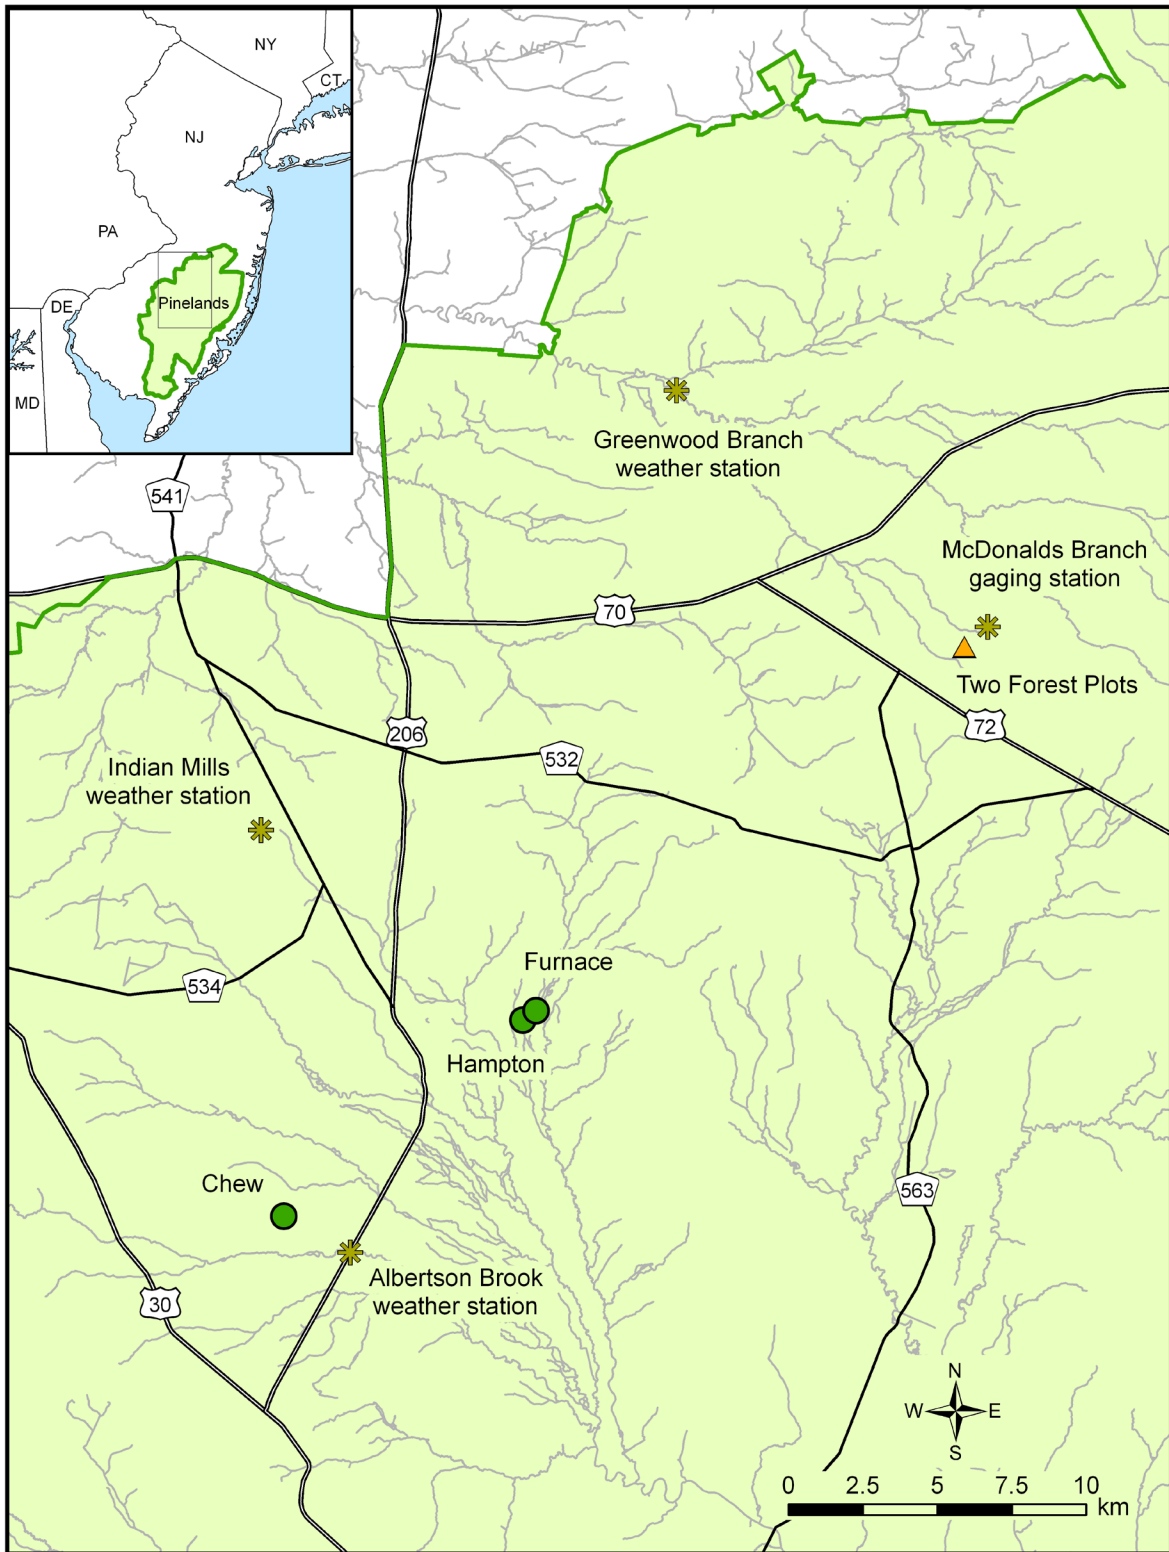 NY
CT
NJ
PA
Pinelands
DE
MD
541
Greenwood Branch
weather station
McDonalds Branch
gaging station
70
Two Forest Plots
72
206
532
Indian Mills
weather station
Furnace
534
Hampton
Chew
563
Albertson Brook
weather station
30
N
W
E
S
0 2.5 5 7.5 10
km